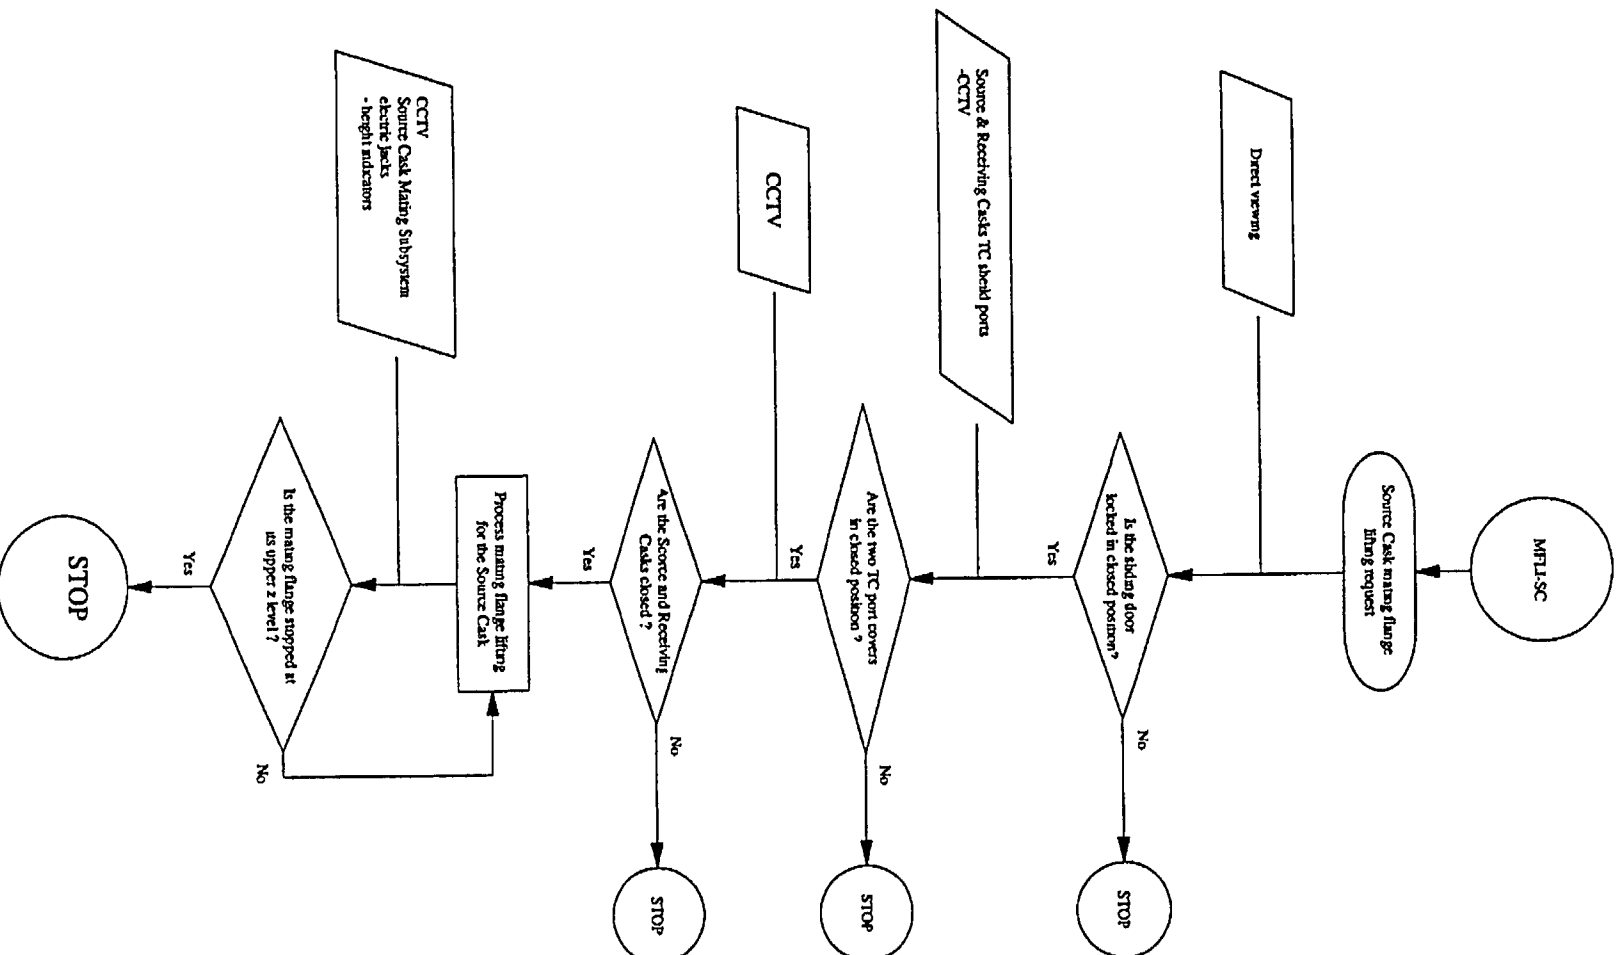 MFLI-SC
Source Cask mating flange
lifting request
Direct viewing
Is the sliding door
locked in closed position?
No
STOP
Yes
Source & Receiving Casks TC sheild ports
-CCTV
Are the two TC port covers
in closed position ?
No
STOP
Yes
CCTV
Are the Source and Receiving
Casks closed ?
No
STOP
Yes
Process mating flange lifting
for the Source Cask
CCTV
Source Cask Mating Subsystem
electric jacks
- height indicators
Is the mating flange stopped at
its upper z level ?
No
Yes
STOP